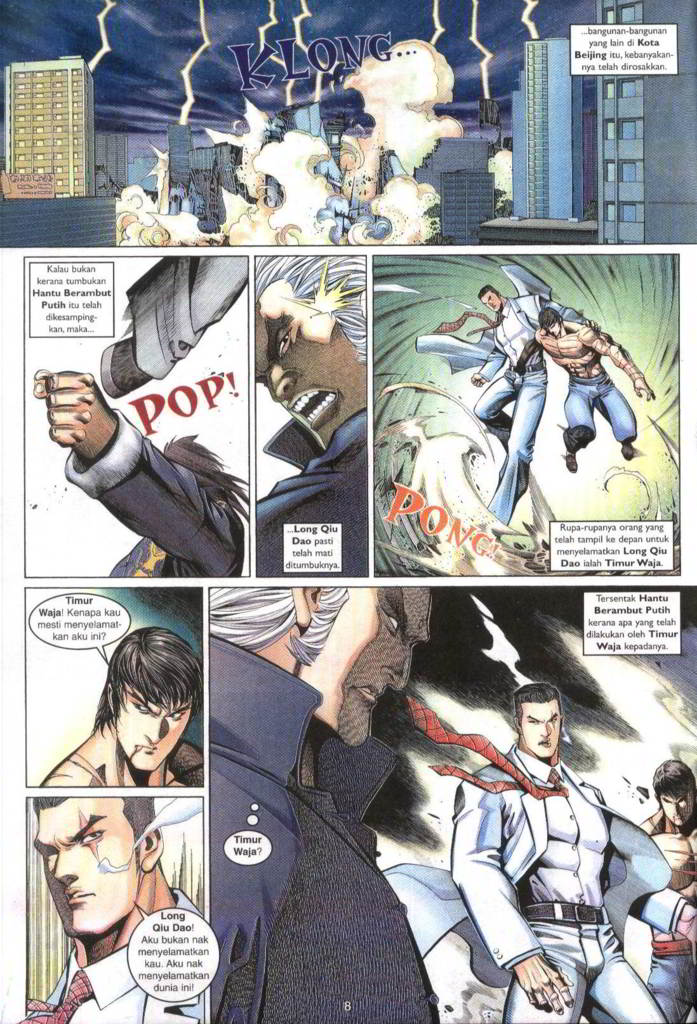 KLONG...
...bangunan-bangunan
yang lain di Kota
Beijing itu, kebanyakan-
nya telah dirosakkan.
Kalau bukan
kerana tumbukan
Hantu Berambut
Putih itu telah
dikesamping-
kan, maka...
POP!
...Long Qiu
Dao pasti
telah mati
ditumbuknya.
PONG!
Rupa-rupanya orang yang
telah tampil ke depan untuk
menyelamatkan Long Qiu
Dao ialah Timur Waja.
Timur
Waja! Kenapa kau
mesti menyelamat-
kan aku ini?
Long
Qiu Dao!
Aku bukan nak
menyelamatkan
kau. Aku nak
menyelamatkan
dunia ini!
Tersentak Hantu
Berambut Putih
kerana apa yang telah
dilakukan oleh Timur
Waja kepadanya.
Timur
Waja?
8